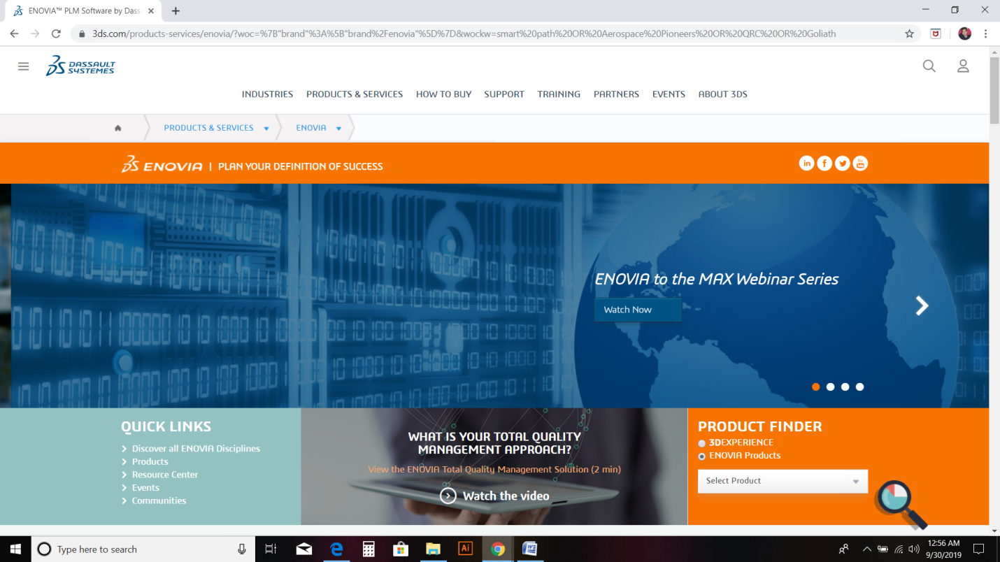 ENOVIA™ PLM Software by Dass
3ds.com/products-services/enovia/?woc=%7B"brand"%3A%5B"brand%2Fenovia"%5D%7D&wockw=smart%20path%20OR%20Aerospace%20Pioneers%20OR%20QRC%20OR%20Goliath
DASSAULT
SYSTEMES
INDUSTRIES PRODUCTS & SERVICES HOW TO BUY SUPPORT TRAINING PARTNERS EVENTS ABOUT 3DS
PRODUCTS & SERVICES ENOVIA
ENOVIA | PLAN YOUR DEFINITION OF SUCCESS
in f You Tube
ENOVIA to the MAX Webinar Series
Watch Now
QUICK LINKS
Discover all ENOVIA Disciplines
Products
Resource Center
Events
Communities
WHAT IS YOUR TOTAL QUALITY
MANAGEMENT APPROACH?
View the ENOVIA Total Quality Management Solution (2 min)
Watch the video
PRODUCT FINDER
3DEXPERIENCE
ENOVIA Products
Select Product
Type here to search
Ai
12:56 AM
9/30/2019